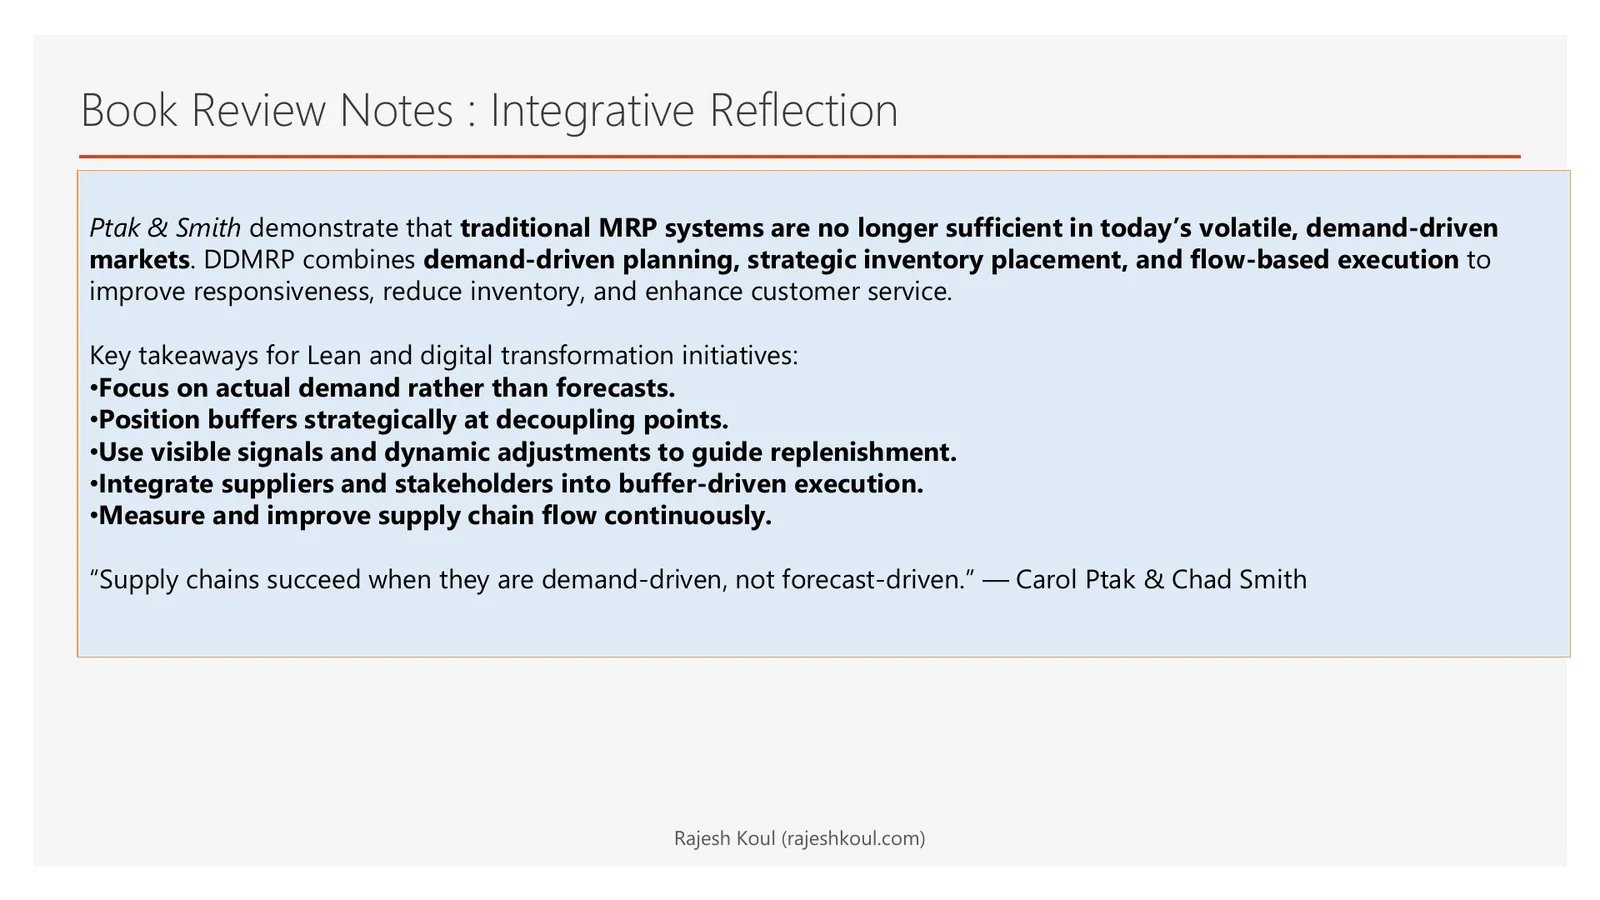 Book Review Notes : Integrative Reflection
Ptak & Smith demonstrate that traditional MRP systems are no longer sufficient in today’s volatile, demand-driven
markets. DDMRP combines demand-driven planning, strategic inventory placement, and flow-based execution to
improve responsiveness, reduce inventory, and enhance customer service.
Key takeaways for Lean and digital transformation initiatives:
•Focus on actual demand rather than forecasts.
•Position buffers strategically at decoupling points.
•Use visible signals and dynamic adjustments to guide replenishment.
•Integrate suppliers and stakeholders into buffer-driven execution.
•Measure and improve supply chain flow continuously.
“Supply chains succeed when they are demand-driven, not forecast-driven.” — Carol Ptak & Chad Smith
Rajesh Koul (rajeshkoul.com)